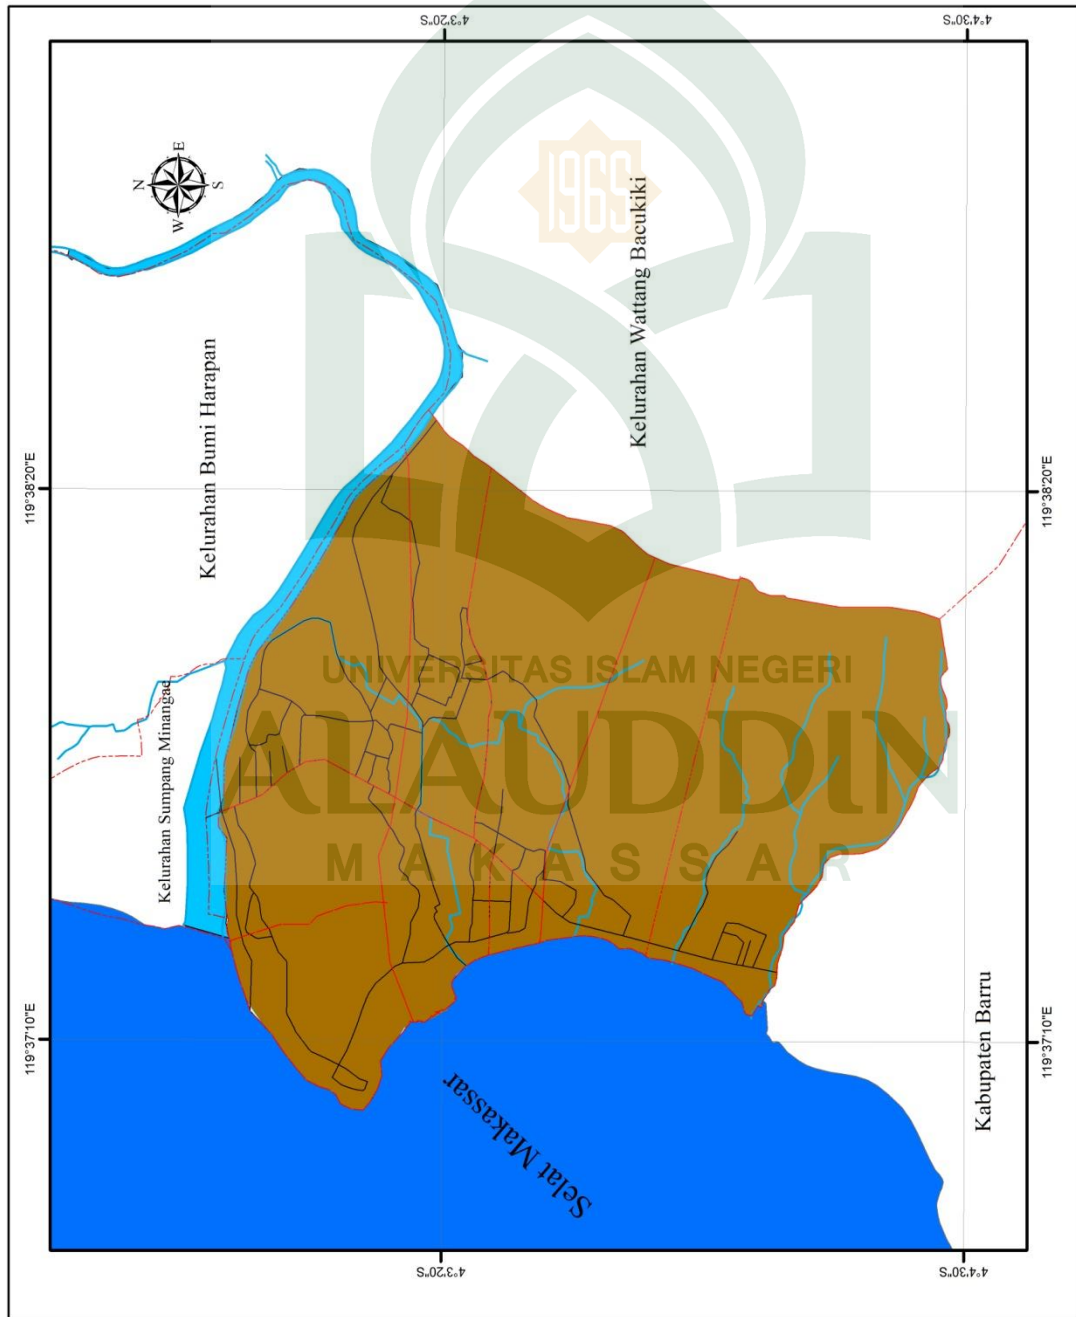 4°3'20"S
4°4'30"S
N
E
W
S
1969
Kelurahan Wattang Bacukiki
Kelurahan Bumi Harapan
119°38'20"E
119°38'20"E
Kelurahan Sumpang Minangae
UNIVERSITAS ISLAM NEGERI
ALAUDDIN
MAKASSAR
119°37'10"E
119°37'10"E
Kabupaten Barru
Selat Makassar
4°3'20"S
4°4'30"S